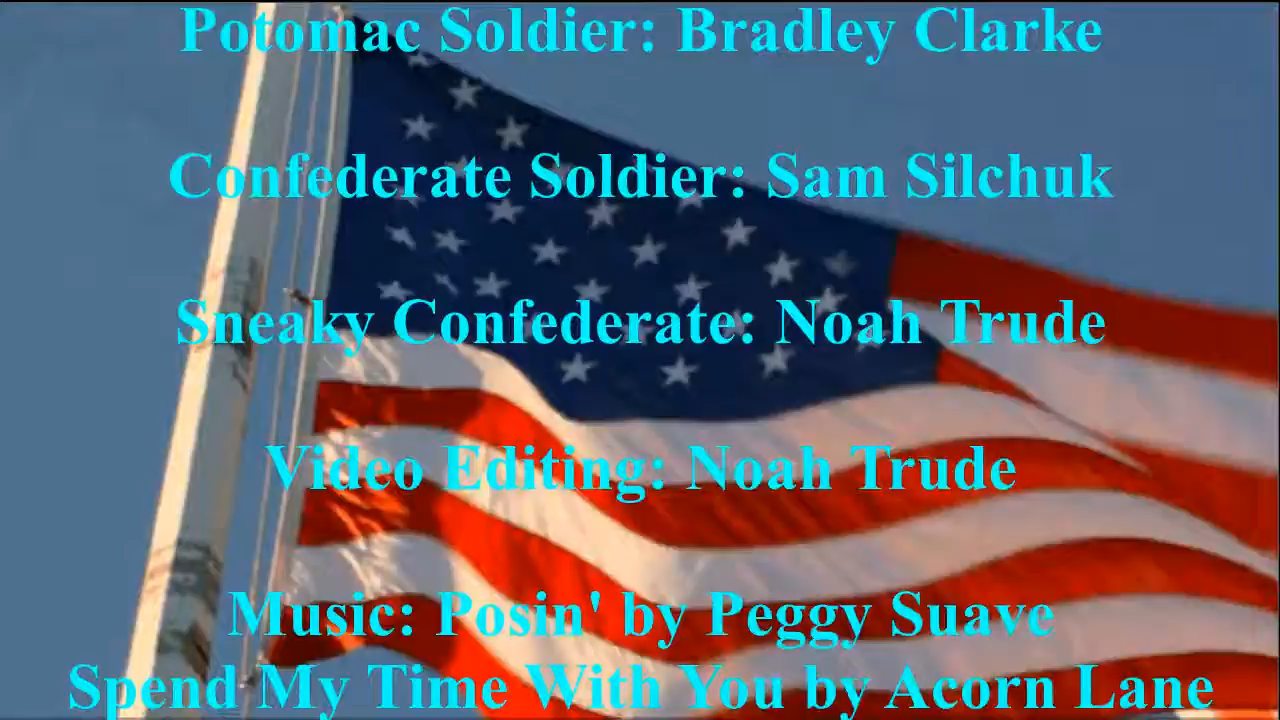 Potomac Soldier: Bradley Clarke
Confederate Soldier: Sam Silchuk
Sneaky Confederate: Noah Trude
Video Editing: Noah Trude
Music: Posin' by Peggy Suave
Spend My Time With You by Acorn Lane